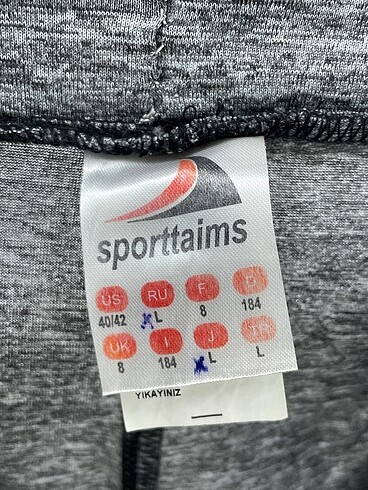 sporttaims
US RU F
40/42 L 8 184
UK I J TR
8 184 L L
YIKAYINIZ